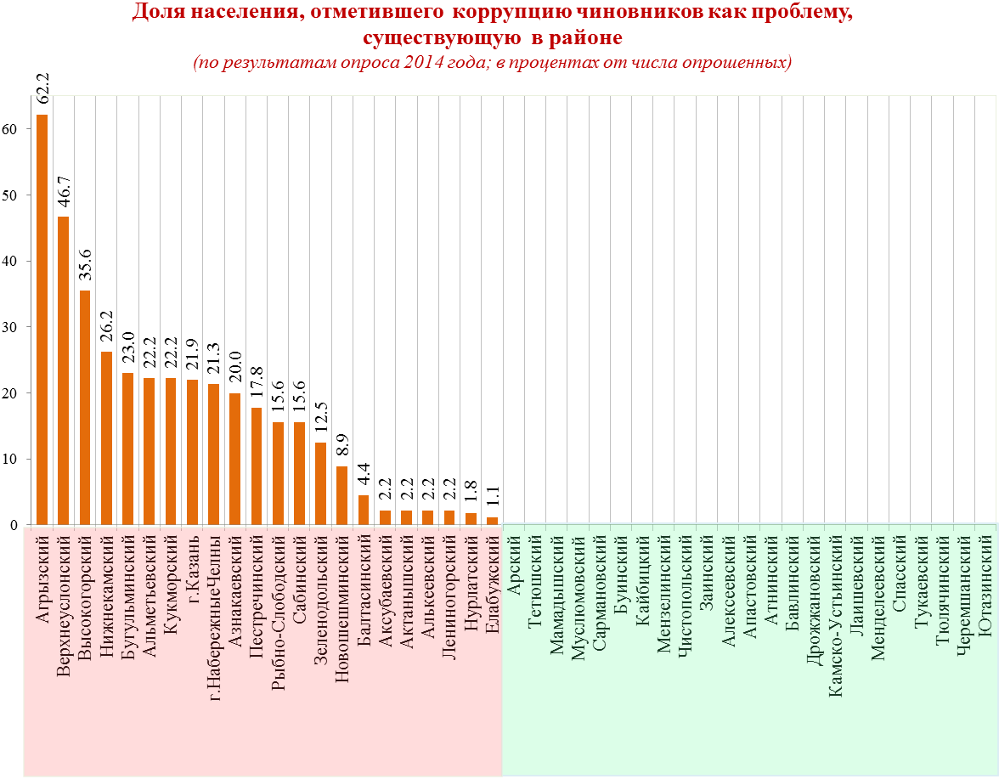 Доля населения, отметившего коррупцию чиновников как проблему,
существующую в районе
(по результатам опроса 2014 года; в процентах от числа опрошенных)
60
50
40
30
20
10
0
62.2
46.7
35.6
26.2
23.0
22.2
22.2
21.9
21.3
20.0
17.8
15.6
15.6
12.5
8.9
4.4
2.2
2.2
2.2
2.2
1.8
1.1
Агрызский
Верхнеуслонский
Высокогорский
Нижнекамский
Бугульминский
Альметьевский
Кукморский
г.Казань
г.НабережныеЧелны
Азнакаевский
Пестречинский
Рыбно-Слободский
Сабинский
Зеленодольский
Новошешминский
Балтасинский
Аксубаевский
Актанышский
Алькеевский
Лениногорский
Нурлатский
Елабужский
Арский
Тетюшский
Мамадышский
Муслюмовский
Сармановский
Буинский
Кайбицкий
Мензелинский
Чистопольский
Заинский
Алексеевский
Апастовский
Атнинский
Бавлинский
Дрожжановский
Камско-Устьинский
Лаишевский
Менделеевский
Спасский
Тукаевский
Тюлячинский
Черемшанский
Ютазинский